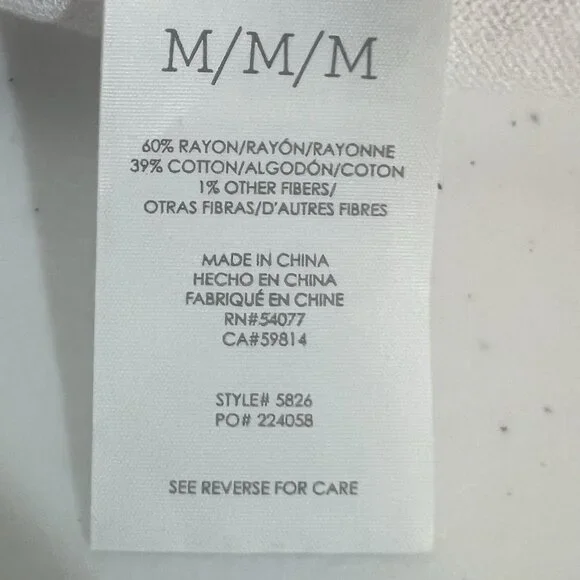 M/M/M
60% RAYON/RAYÓN/RAYONNE
39% COTTON/ALGODÓN/COTON
1% OTHER FIBERS/
OTRAS FIBRAS/D'AUTRES FIBRES
MADE IN CHINA
HECHO EN CHINA
FABRIQUÉ EN CHINE
RN#54077
CA#59814
STYLE# 5826
PO# 224058
SEE REVERSE FOR CARE